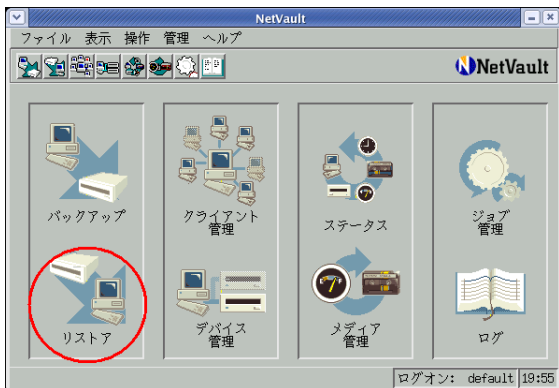 NetVault
ファイル 表示 操作 管理 ヘルプ
NetVault
バックアップ
クライアント
管理
ステータス
ジョブ
管理
リストア
デバイス
管理
メディア
管理
ログ
ログオン: default 19:55